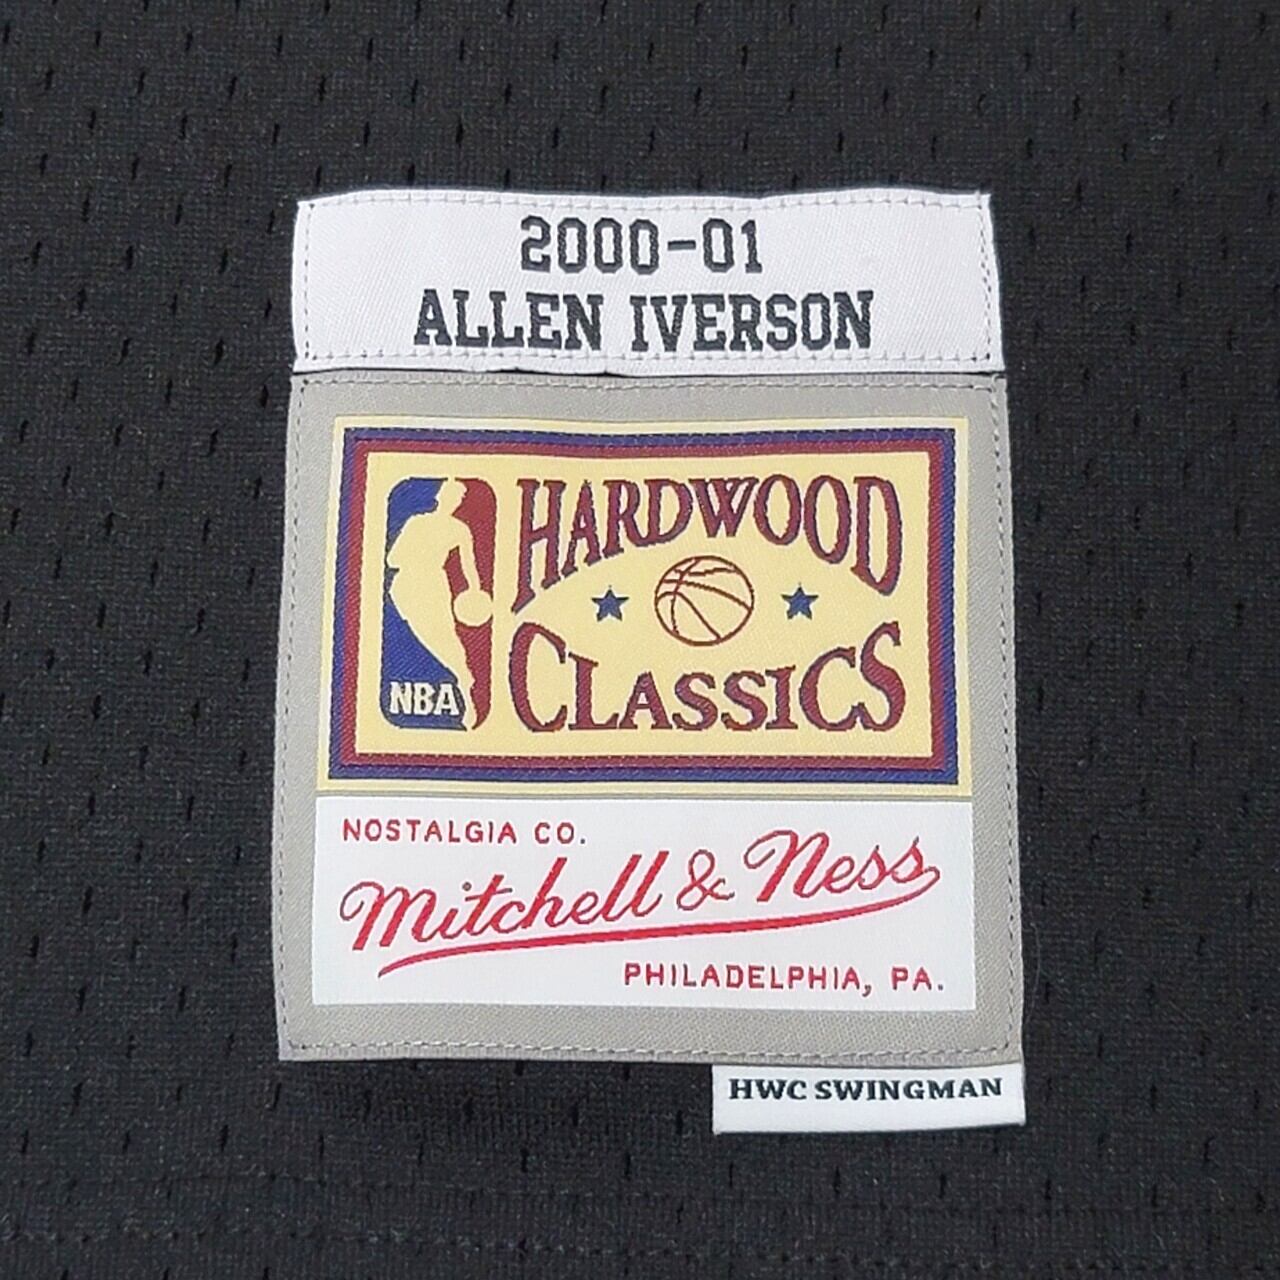 2000-01
ALLEN IVERSON
HARDWOOD
CLASSICS
NBA
NOSTALGIA CO.
Mitchell & Ness
PHILADELPHIA, PA.
HWC SWINGMAN